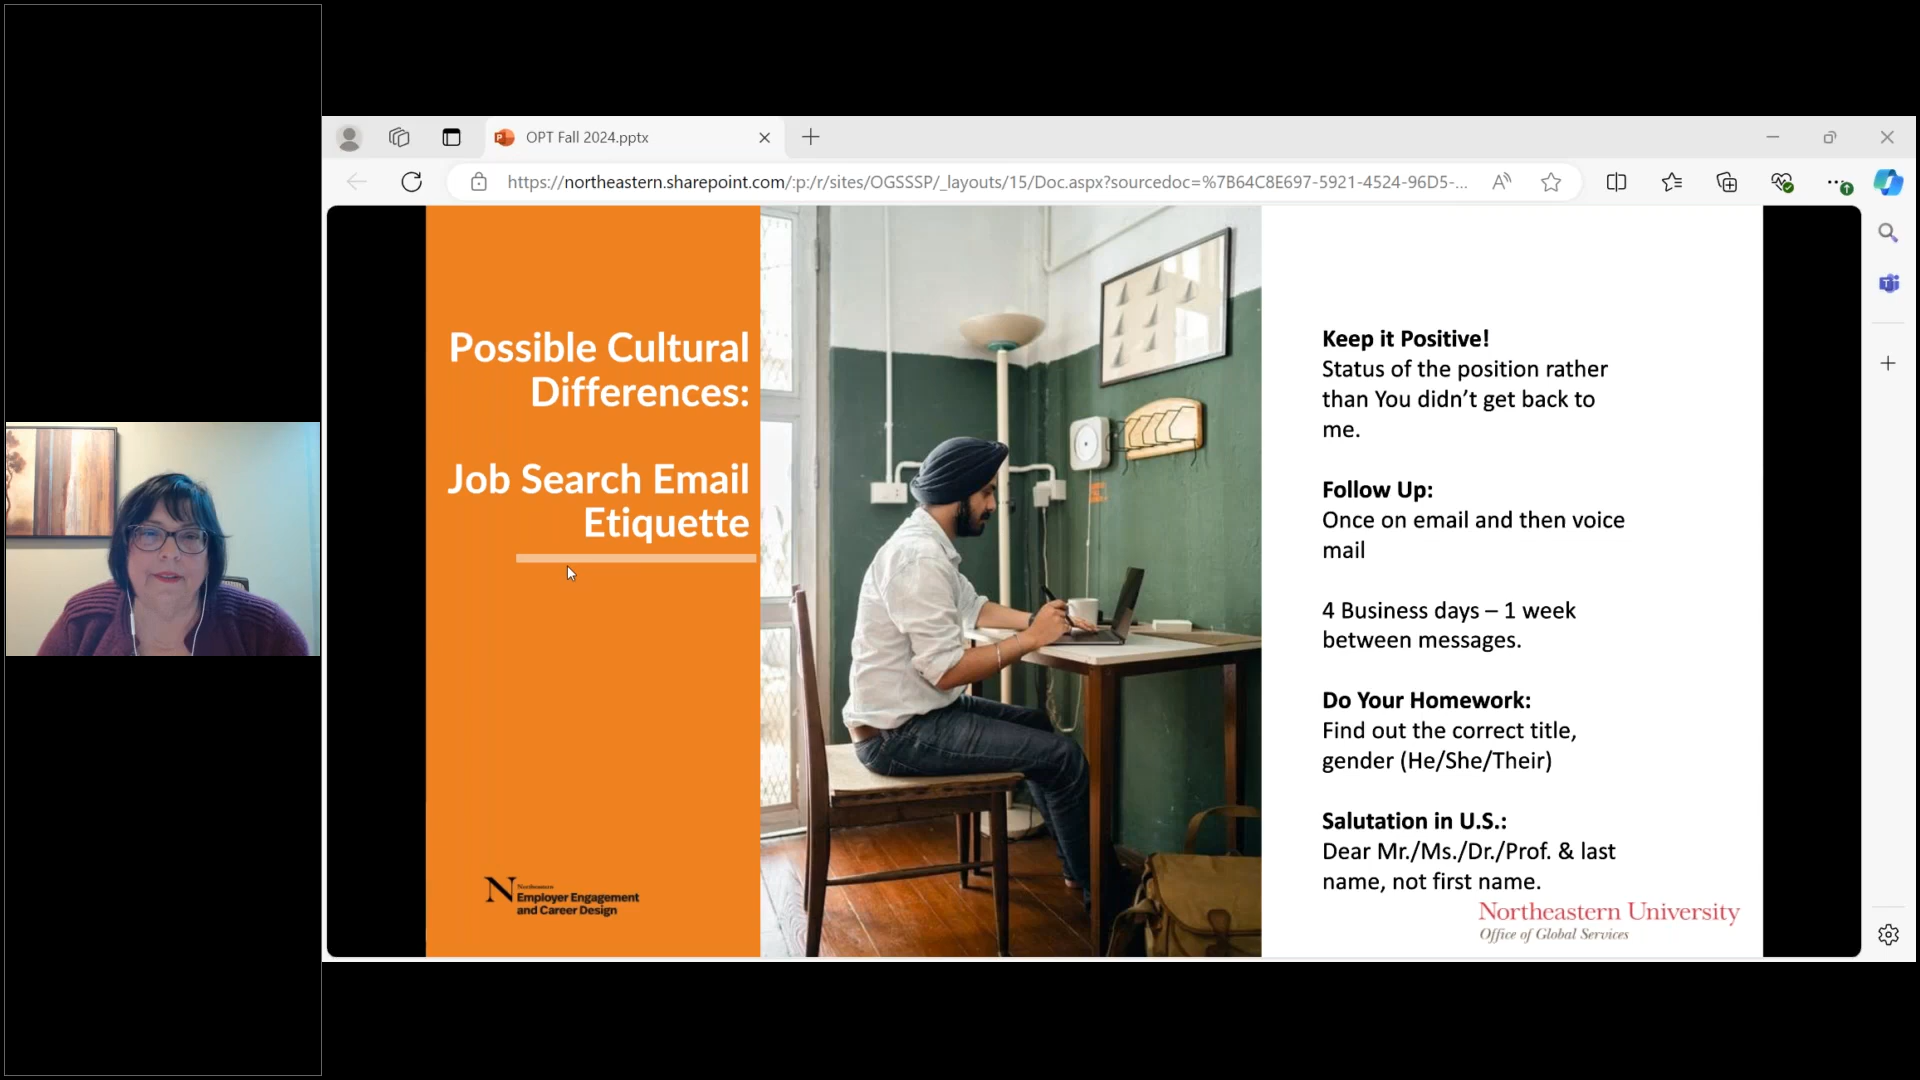 OPT Fall 2024.pptx
https://northeastern.sharepoint.com/:p:/r/sites/OGSSSP/_layouts/15/Doc.aspx?sourcedoc=%7B64C8E697-5921-4524-96D5-...
Possible Cultural
Differences:
Job Search Email
Etiquette
N Northeastern
Employer Engagement
and Career Design
Keep it Positive!
Status of the position rather
than You didn’t get back to
me.
Follow Up:
Once on email and then voice
mail
4 Business days – 1 week
between messages.
Do Your Homework:
Find out the correct title,
gender (He/She/Their)
Salutation in U.S.:
Dear Mr./Ms./Dr./Prof. & last
name, not first name.
Northeastern University
Office of Global Services